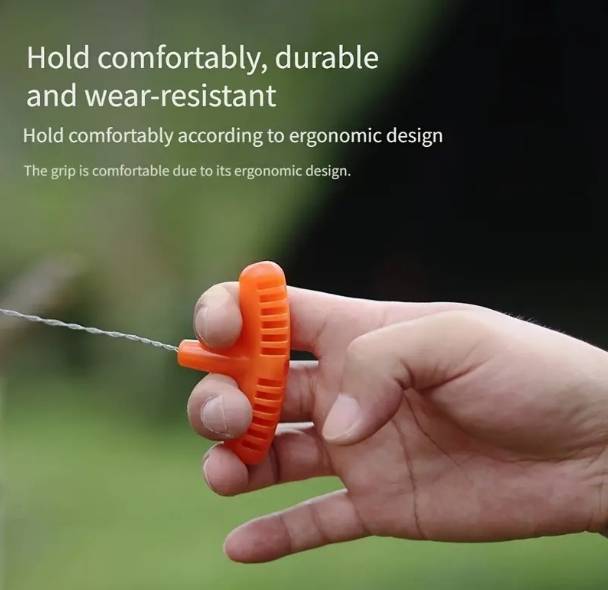 Hold comfortably, durable
and wear-resistant
Hold comfortably according to ergonomic design
The grip is comfortable due to its ergonomic design.